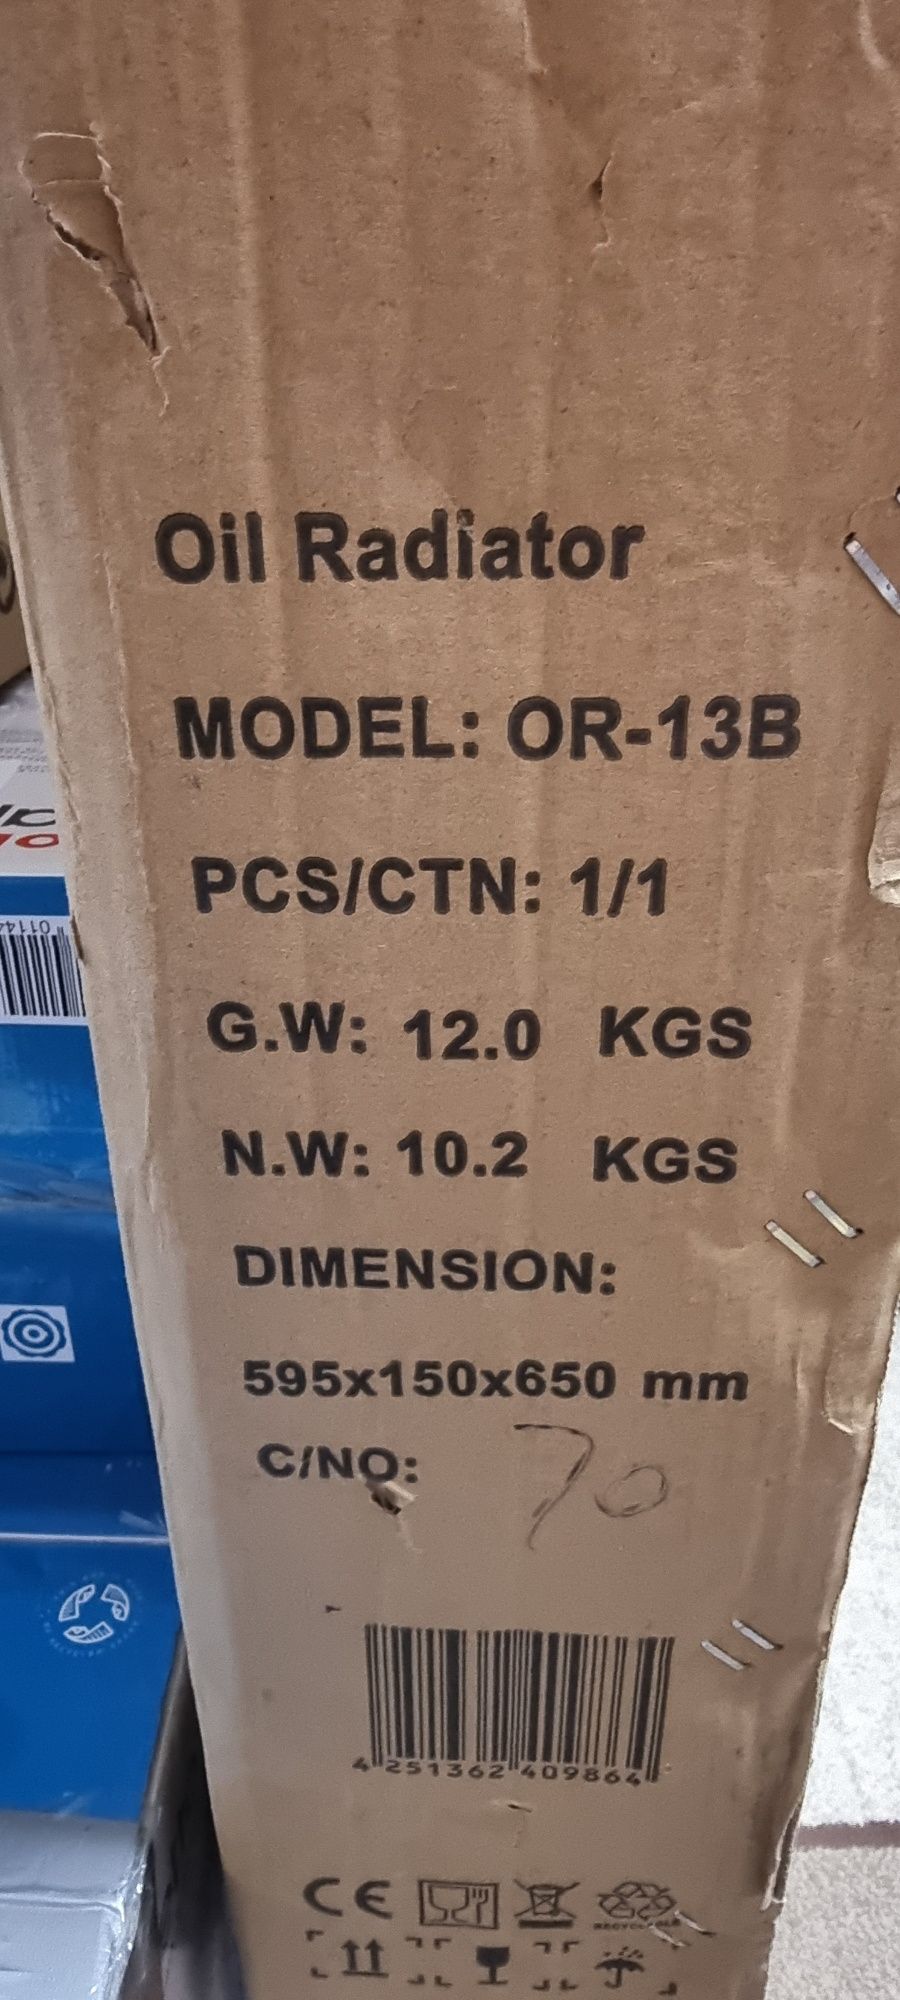 Oil Radiator
MODEL: OR-13B
PCS/CTN: 1/1
G.W: 12.0 KGS
N.W: 10.2 KGS
DIMENSION:
595x150x650 mm
C/NO: 70
4 251362 409864
CE